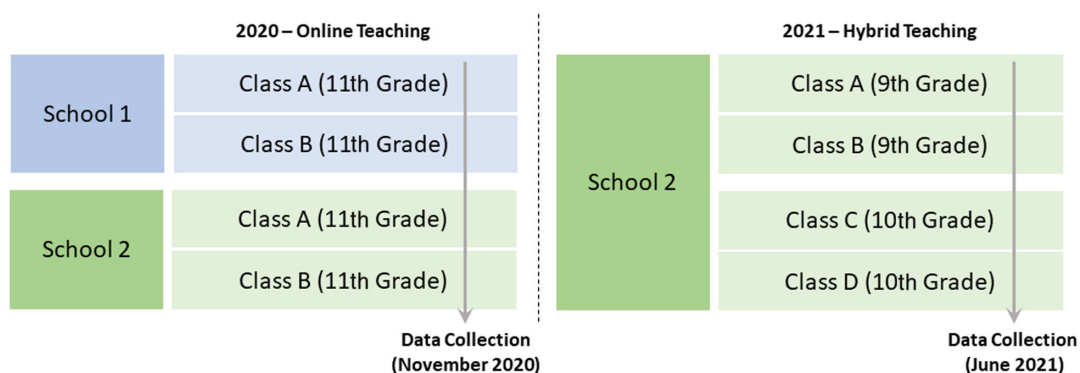 2020 – Online Teaching
School 1
Class A (11th Grade)
Class B (11th Grade)
School 2
Class A (11th Grade)
Class B (11th Grade)
Data Collection
(November 2020)
2021 – Hybrid Teaching
School 2
Class A (9th Grade)
Class B (9th Grade)
Class C (10th Grade)
Class D (10th Grade)
Data Collection
(June 2021)